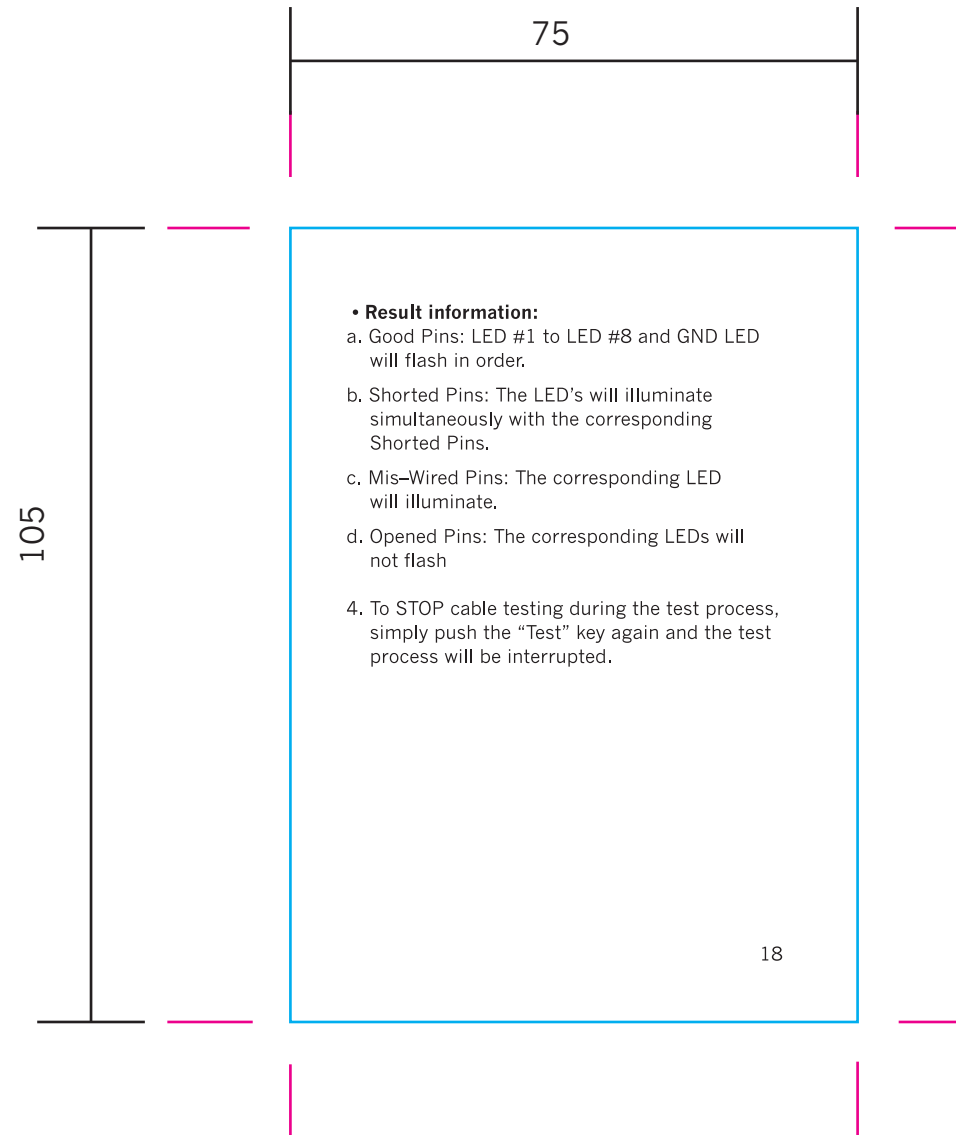 75
105
• Result information:
a. Good Pins: LED #1 to LED #8 and GND LED
will flash in order.
b. Shorted Pins: The LED’s will illuminate
simultaneously with the corresponding
Shorted Pins.
c. Mis–Wired Pins: The corresponding LED
will illuminate.
d. Opened Pins: The corresponding LEDs will
not flash
4. To STOP cable testing during the test process,
simply push the “Test” key again and the test
process will be interrupted.
18